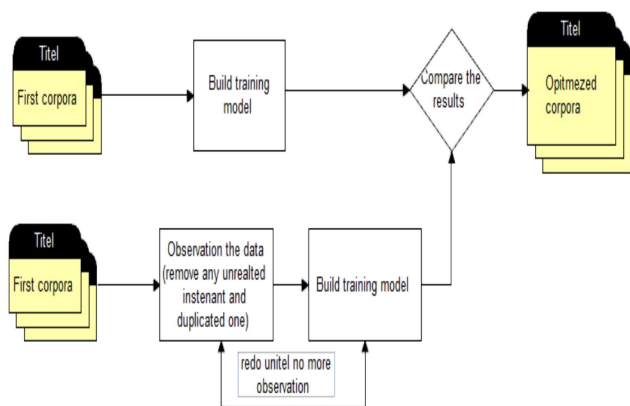 Titel
First corpora
Build training
model
Compare the
results
Titel
Opitmezed
corpora
Titel
First corpora
Observation the data
(remove any unrealted
instenant and
duplicated one)
Build training model
redo unitel no more
observation